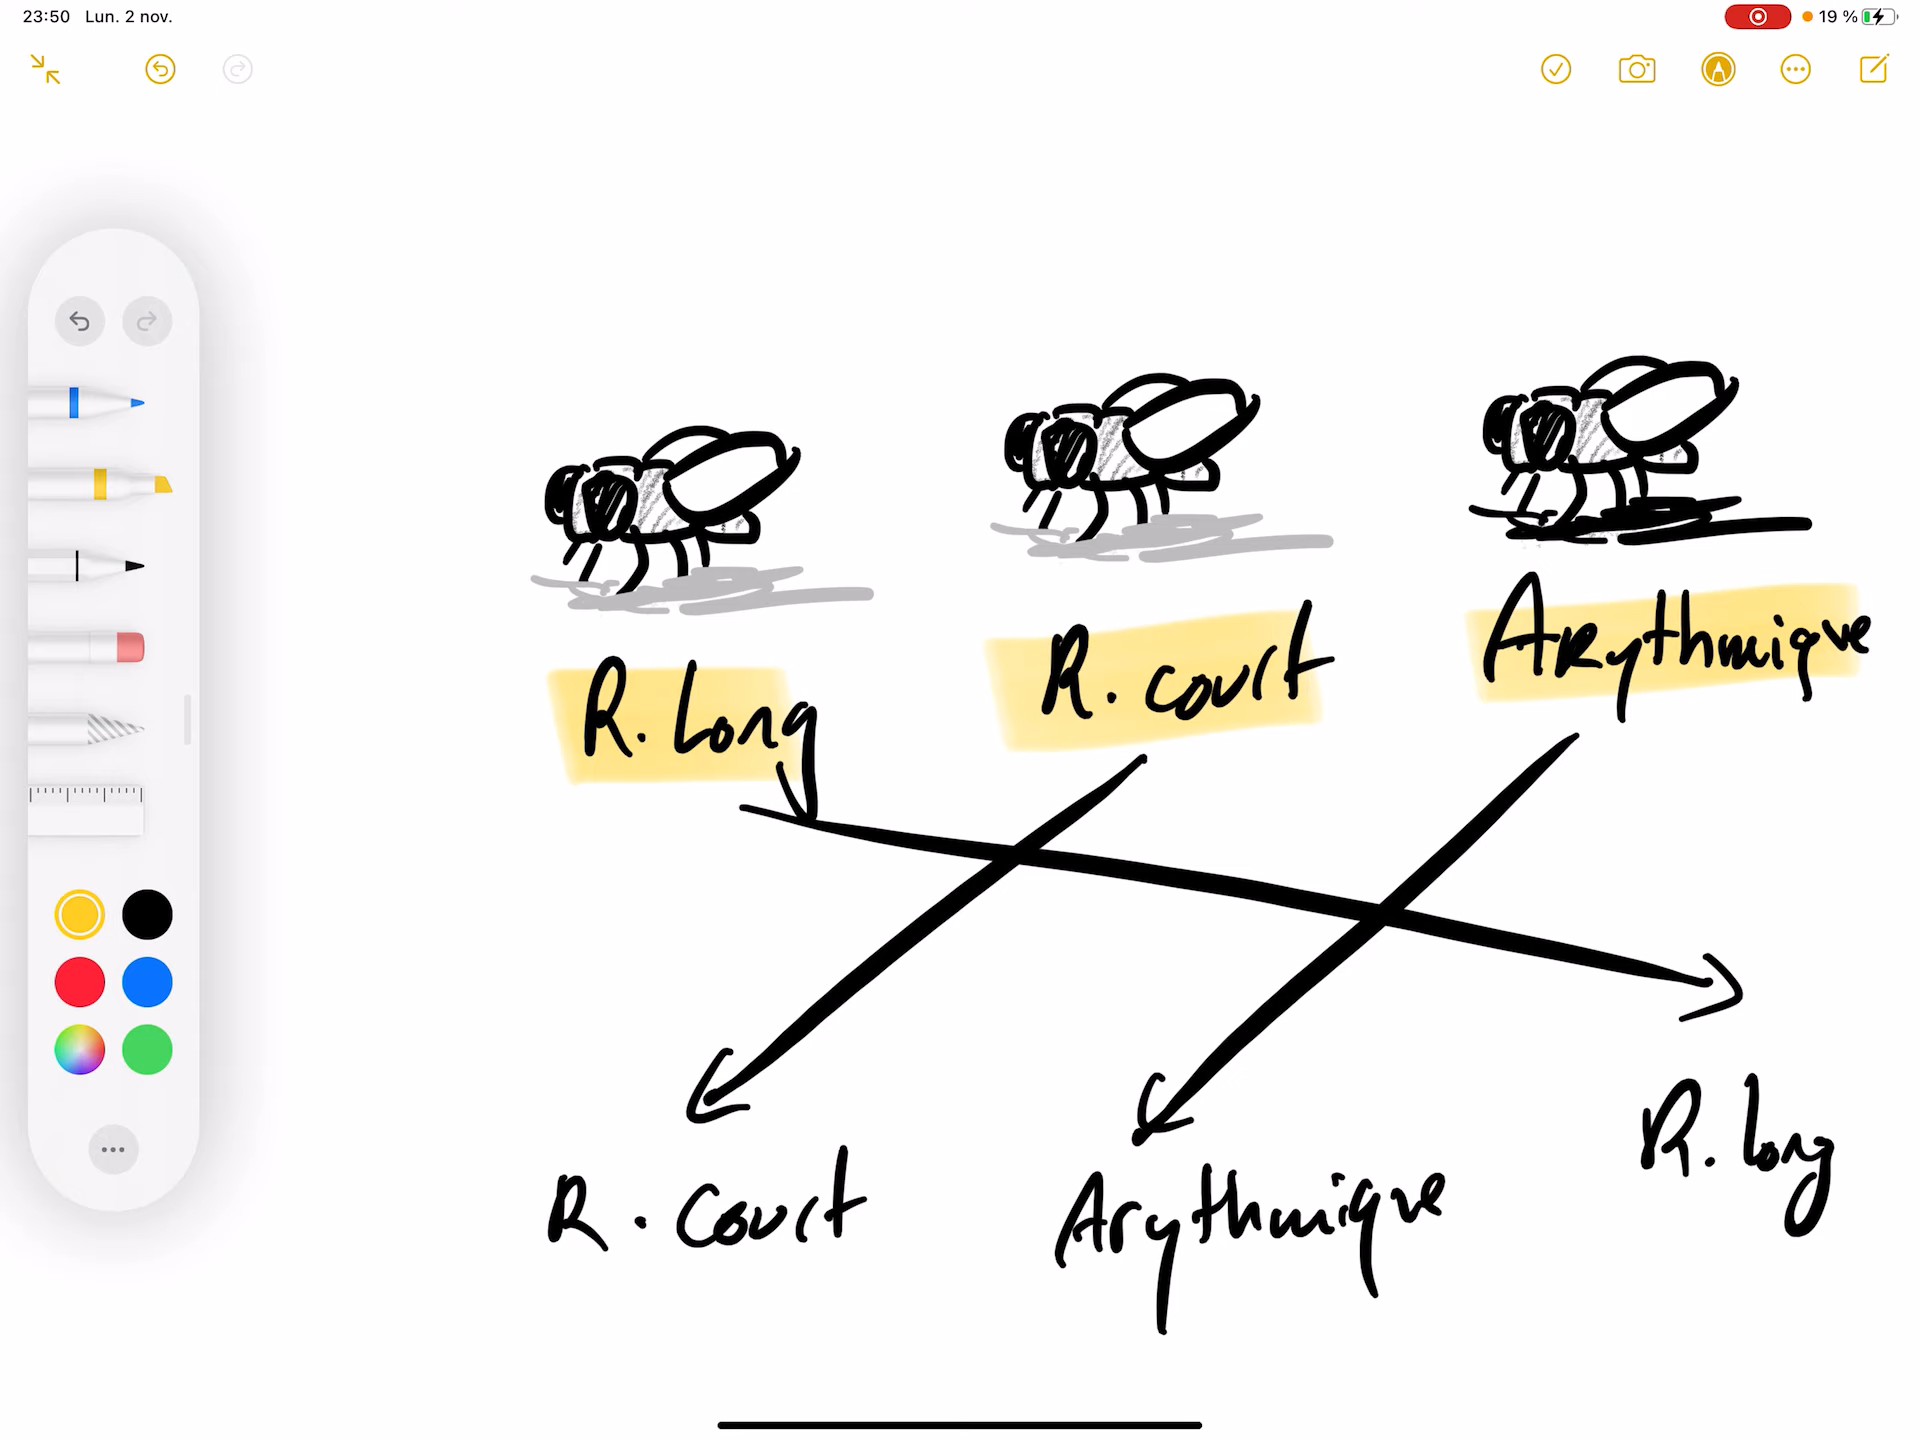 23:50 Lun. 2 nov.
19 %
R. Long
R. court
Arythmique
R. Court
Arythmique
R. Long